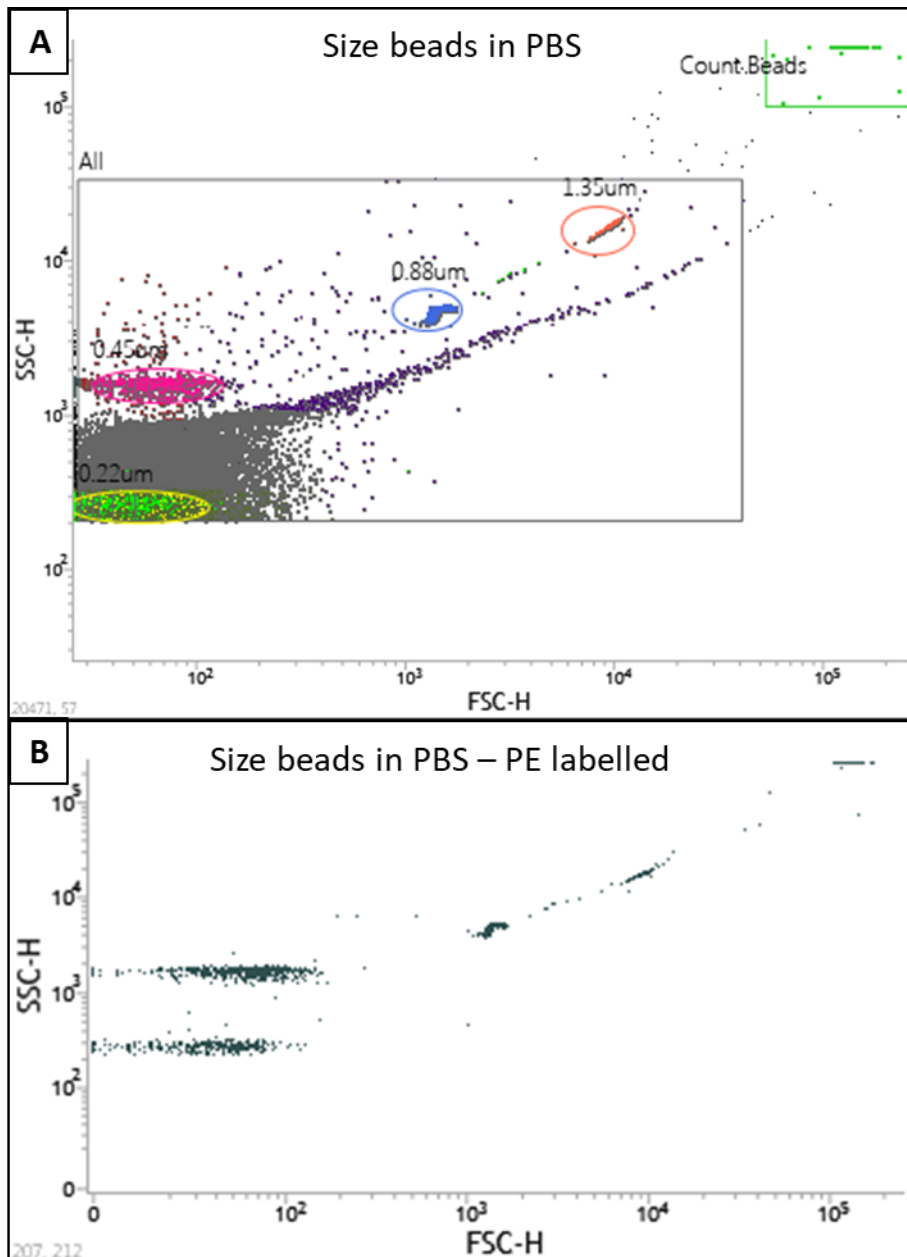 A
Size beads in PBS
Count Beads
10^5
All
1.35um
10^4
0.88um
SSC-H
0.45um
10^3
0.22um
10^2
10^2 10^3 10^4 10^5
FSC-H
20471, 57
B
Size beads in PBS – PE labelled
10^5
10^4
SSC-H
10^3
10^2
0
0 10^2 10^3 10^4 10^5
FSC-H
207, 212